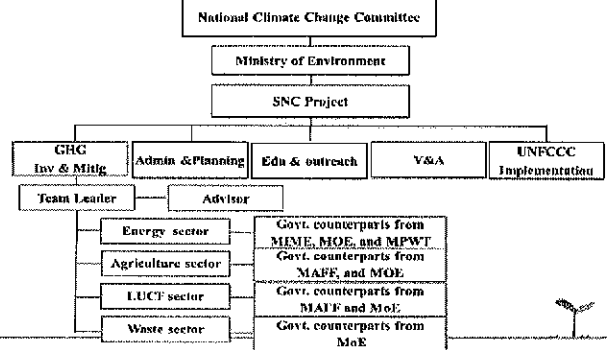 National Climate Change Committee
Ministry of Environment
SNC Project
GHG
Inv & Mitig
Admin &Planning
Edu & outreach
V&A
UNFCCC
Implementation
Team Leader
Advisor
Energy sector
Govt. counterparts from
MIME, MOE, and MPWT
Agriculture sector
Govt. counterparts from
MAFF, and MOE
LUCF sector
Govt. counterparts from
MAFF and MoE
Waste sector
Govt. counterparts from
MoE